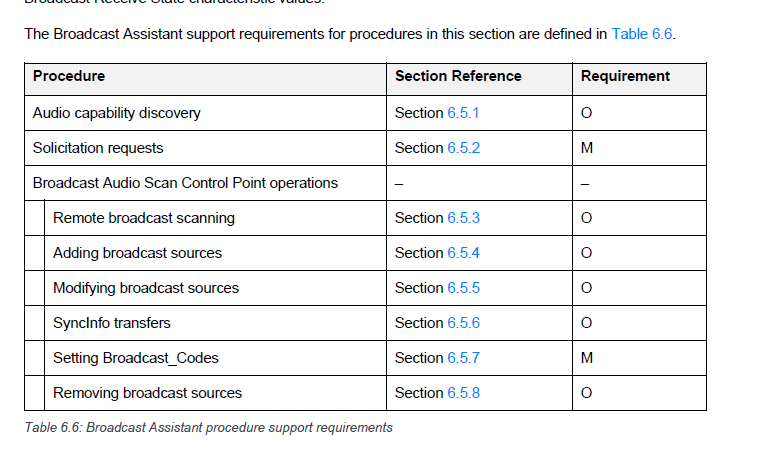 Broadcast Receive State characteristic values.
The Broadcast Assistant support requirements for procedures in this section are defined in Table 6.6.
Procedure Section Reference Requirement
Audio capability discovery Section 6.5.1 O
Solicitation requests Section 6.5.2 M
Broadcast Audio Scan Control Point operations – –
Remote broadcast scanning Section 6.5.3 O
Adding broadcast sources Section 6.5.4 O
Modifying broadcast sources Section 6.5.5 O
SyncInfo transfers Section 6.5.6 O
Setting Broadcast_Codes Section 6.5.7 M
Removing broadcast sources Section 6.5.8 O
Table 6.6: Broadcast Assistant procedure support requirements